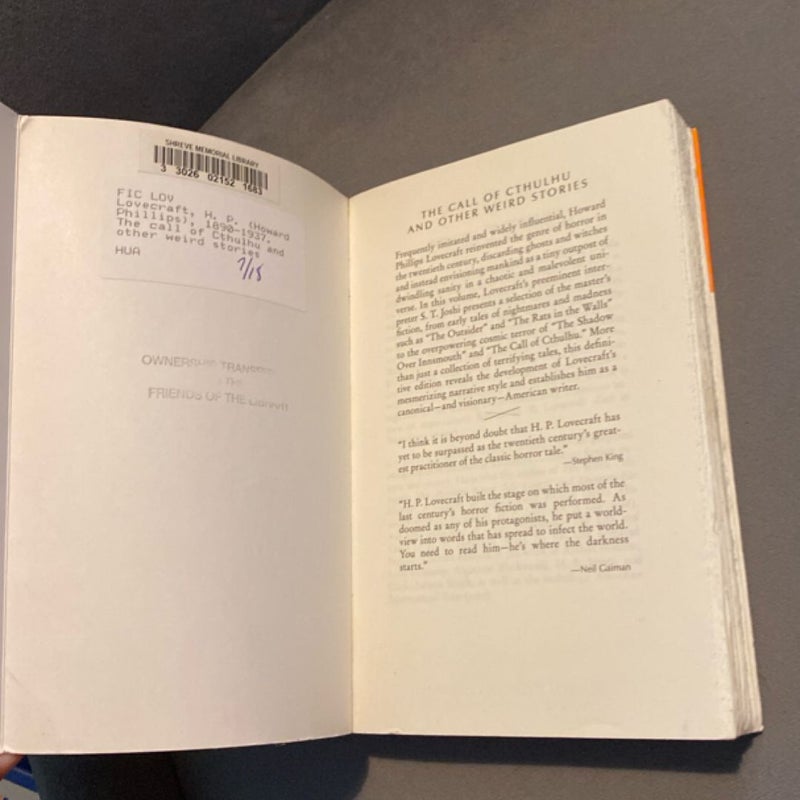 SHREVE MEMORIAL LIBRARY
3 3026 02152 1683
FIC LOV
Lovecraft, H. P. (Howard
Phillips), 1890-1937.
The call of Cthulhu and
other weird stories
HUA
7/15
OWNERSHIP
FRIENDS OF THE
THE CALL OF CTHULHU
AND OTHER WEIRD STORIES
Frequently imitated and widely influential, Howard
Phillips Lovecraft reinvented the genre of horror in
the twentieth century, discarding ghosts and witches
and instead envisioning mankind as a tiny outpost of
dwindling sanity in a chaotic and malevolent uni-
verse. In this volume, Lovecraft's preeminent inter-
preter S. T. Joshi presents a selection of the master's
fiction, from early tales of nightmares and madness
such as "The Outsider" and "The Rats in the Walls"
to the overpowering cosmic terror of "The Shadow
Over Innsmouth" and "The Call of Cthulhu." More
than just a collection of terrifying tales, this defini-
tive edition reveals the development of Lovecraft's
mesmerizing narrative style and establishes him as a
canonical—and visionary—American writer.
"I think it is beyond doubt that H. P. Lovecraft has
yet to be surpassed as the twentieth century's great-
est practitioner of the classic horror tale."
—Stephen King
"H. P. Lovecraft built the stage on which most of the
last century's horror fiction was performed. As
doomed as any of his protagonists, he put a world-
view into words that has spread to infect the world.
You need to read him—he's where the darkness
starts."
—Neil Gaiman